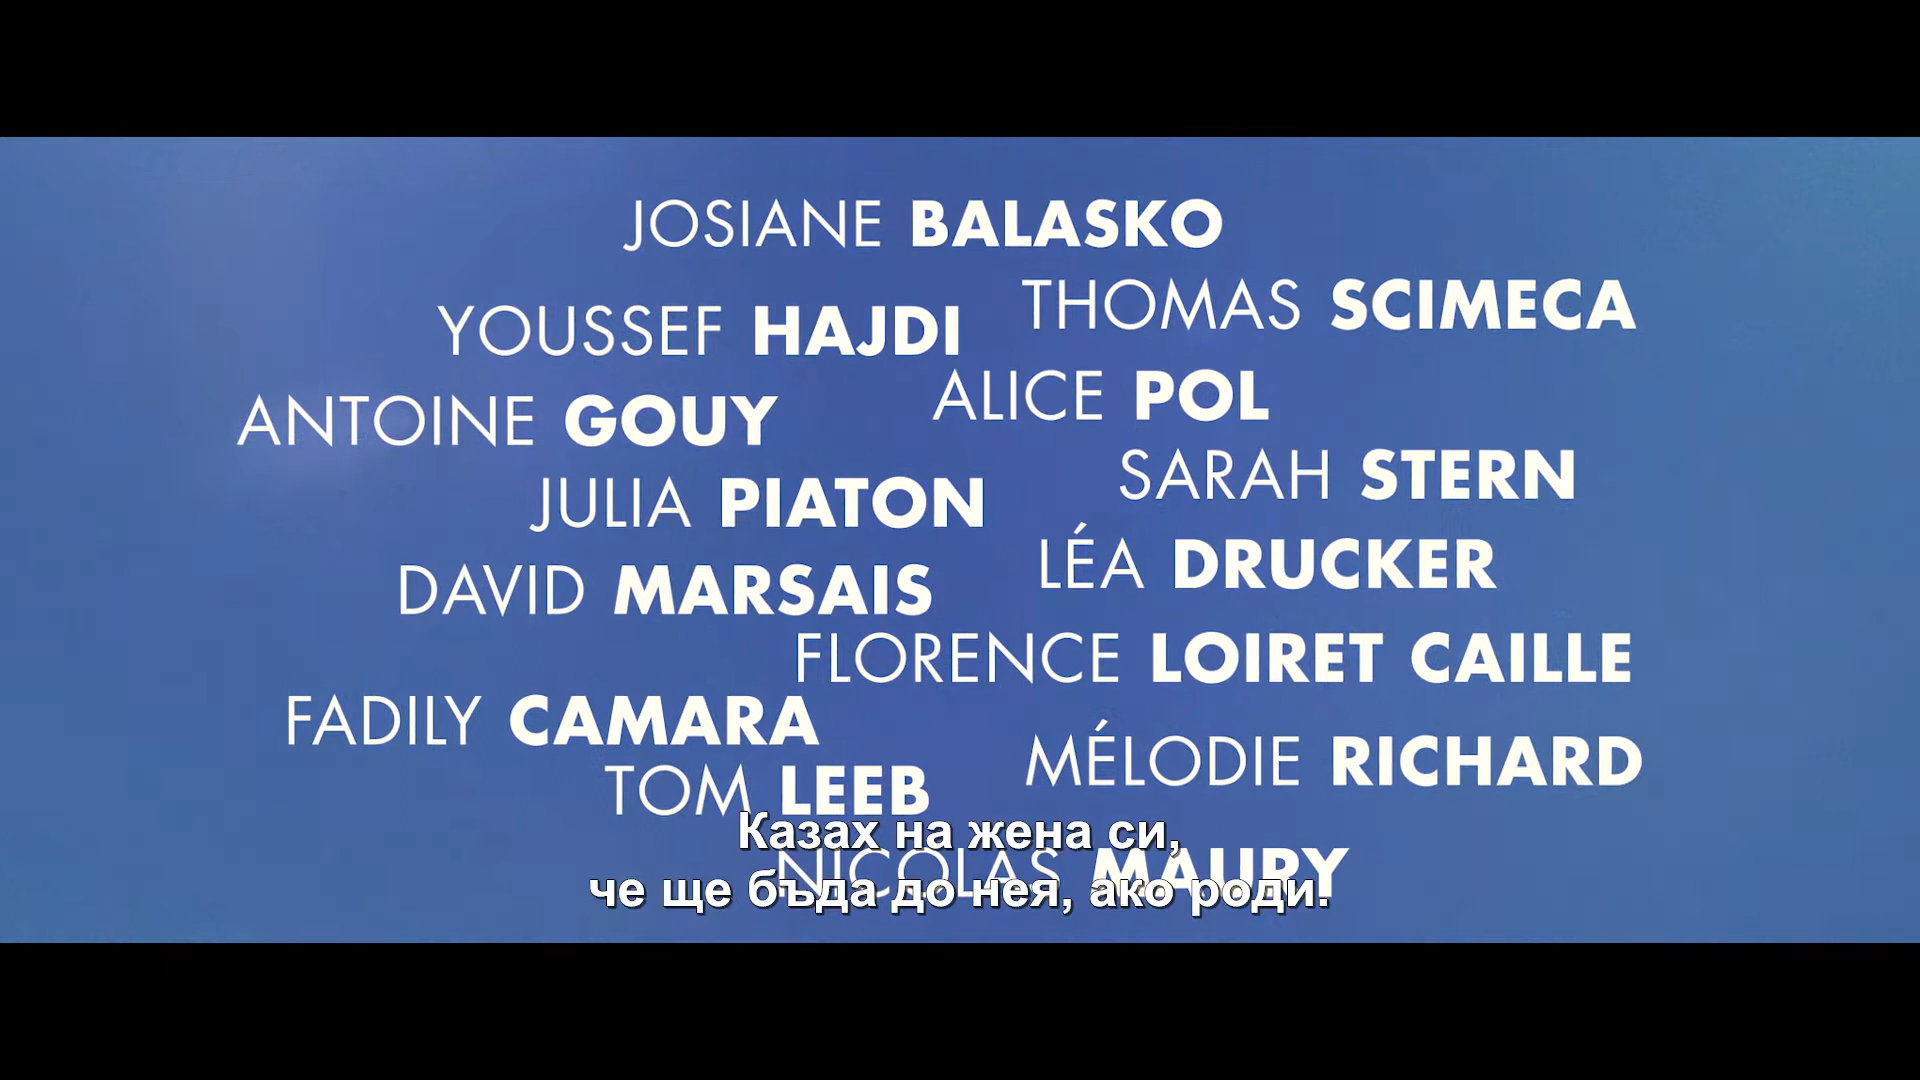 JOSIANE BALASKO
THOMAS SCIMECA
YOUSSEF HAJDI
ALICE POL
ANTOINE GOUY
SARAH STERN
JULIA PIATON
LÉA DRUCKER
DAVID MARSAIS
FLORENCE LOIRET CAILLE
FADILY CAMARA
MÉLODIE RICHARD
TOM LEEB
NICOLAS MAURY
Казах на жена си,
че ще бъда до нея, ако роди.